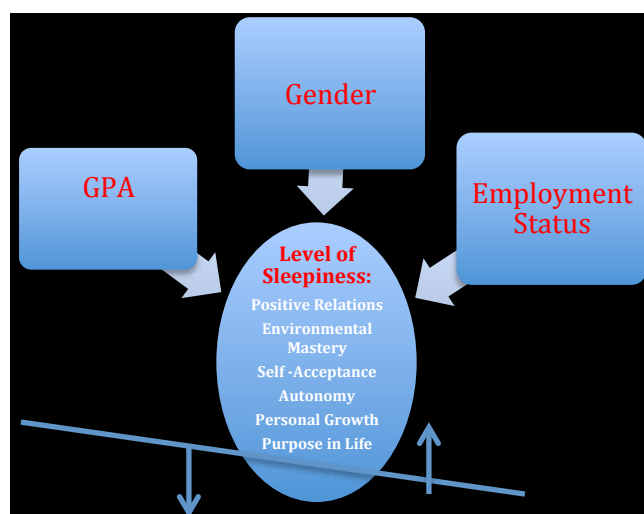 Gender
GPA
Employment
Status
Level of
Sleepiness:
Positive Relations
Environmental
Mastery
Self -Acceptance
Autonomy
Personal Growth
Purpose in Life